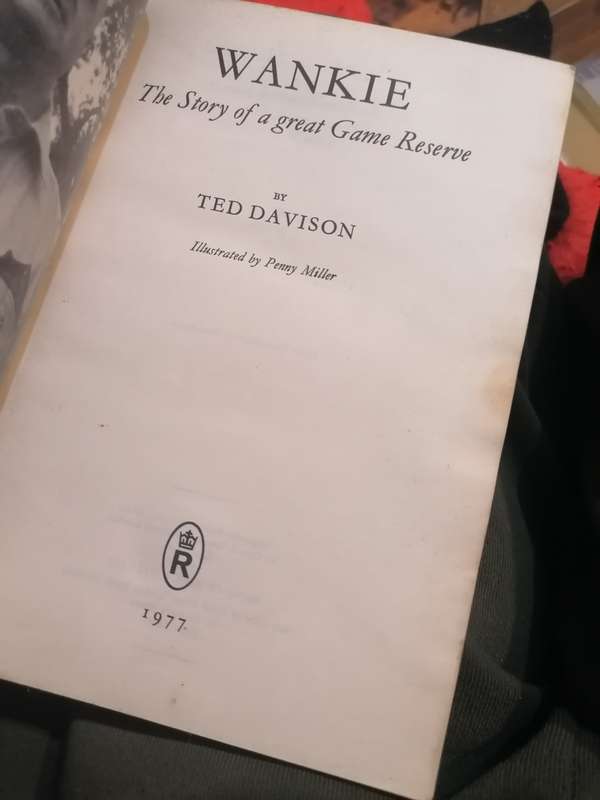 WANKIE
The Story of a great Game Reserve
BY
TED DAVISON
Illustrated by Penny Miller
R
1977